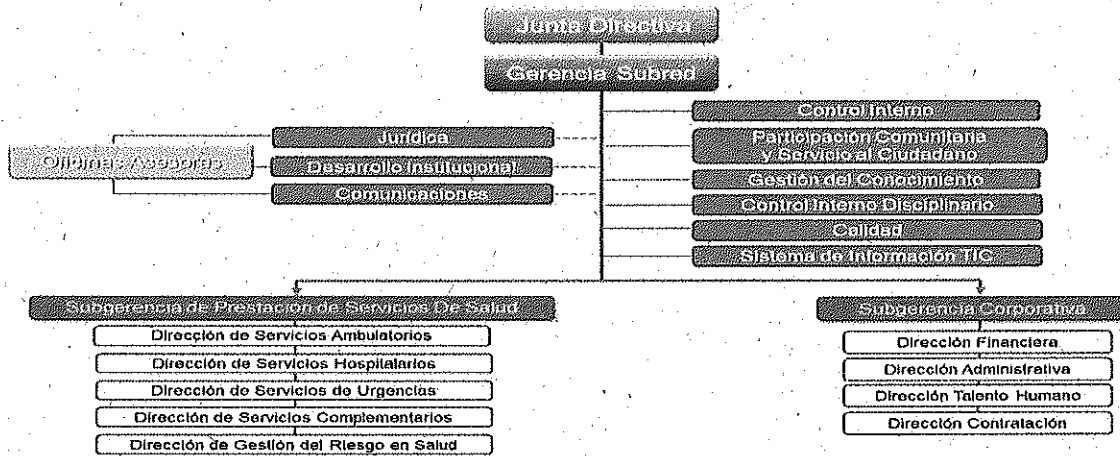 Junta Directiva
Gerencia Subred
Control Interno
Participación Comunitaria
y Servicio al Ciudadano
Gestión del Conocimiento
Control Interno Disciplinario
Calidad
Sistema de Información TIC
Oficinas Asesoras
Jurídica
Desarrollo Institucional
Comunicaciones
Subgerencia de Prestación de Servicios De Salud
Dirección de Servicios Ambulatorios
Dirección de Servicios Hospitalarios
Dirección de Servicios de Urgencias
Dirección de Servicios Complementarios
Dirección de Gestión del Riesgo en Salud
Subgerencia Corporativa
Dirección Financiera
Dirección Administrativa
Dirección Talento Humano
Dirección Contratación